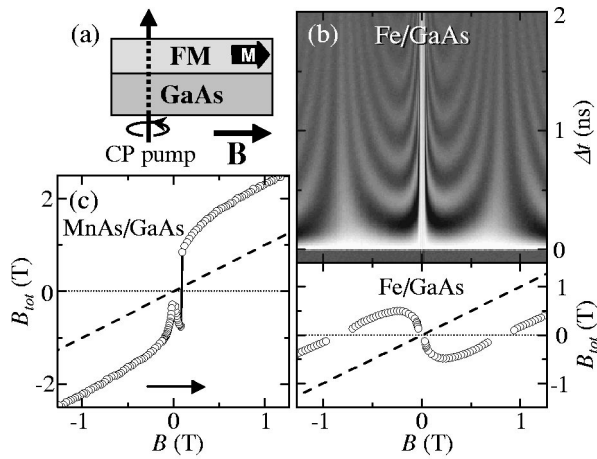 (a)
FM
M
GaAs
CP pump
B
(b)
Fe/GaAs
2
1
0
Δt (ns)
(c)
MnAs/GaAs
2
0
-2
B_tot (T)
-1
0
1
B (T)
Fe/GaAs
1
0
-1
B_tot (T)
-1
0
1
B (T)